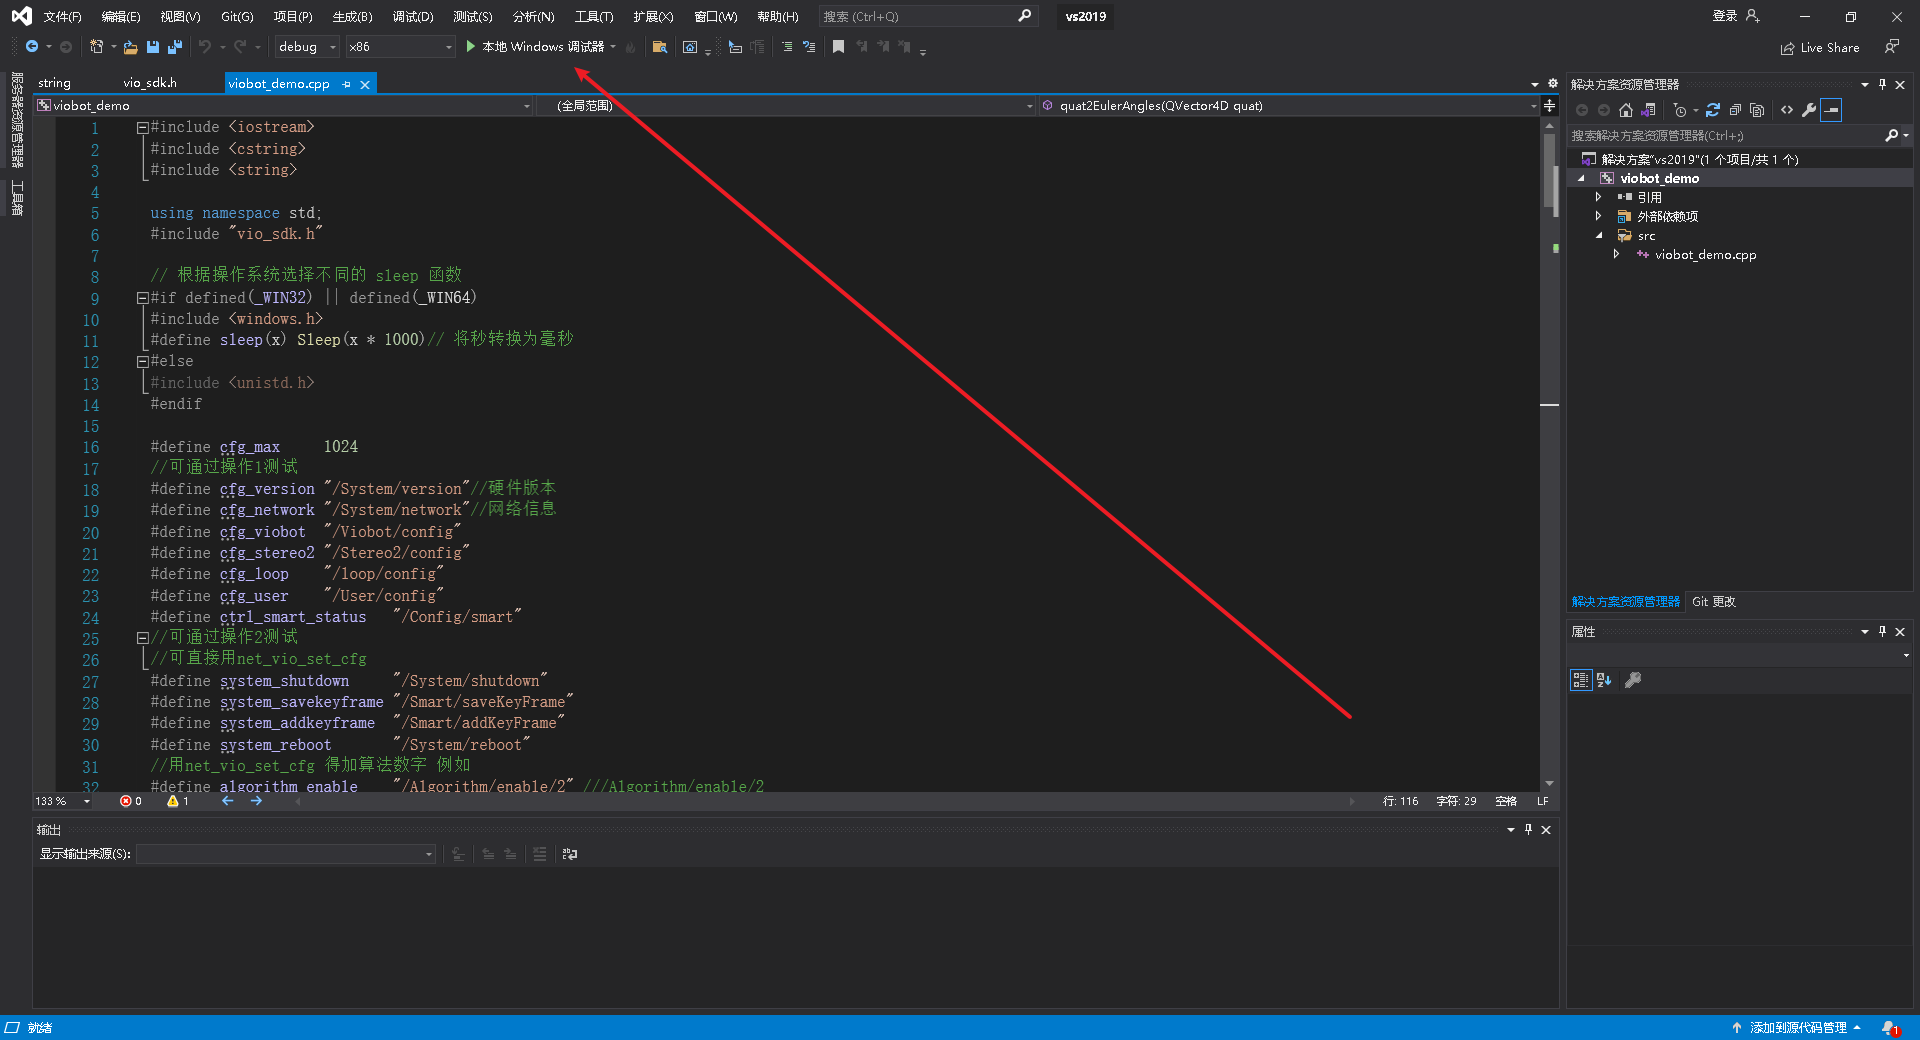 文件(F) 编辑(E) 视图(V) Git(G) 项目(P) 生成(B) 调试(D) 测试(S) 分析(N) 工具(T) 扩展(X) 窗口(W) 帮助(H) 搜索 (Ctrl+Q) vs2019 登录
debug x86 本地 Windows 调试器 Live Share
服务器资源管理器
工具箱
string vio_sdk.h viobot_demo.cpp
viobot_demo (全局范围) quat2EulerAngles(QVector4D quat)
1 #include <iostream>
2 #include <cstring>
3 #include <string>
4
5 using namespace std;
6 #include "vio_sdk.h"
7
8 // 根据操作系统选择不同的 sleep 函数
9 #if defined(_WIN32) || defined(_WIN64)
10 #include <windows.h>
11 #define sleep(x) Sleep(x * 1000)// 将秒转换为毫秒
12 #else
13 #include <unistd.h>
14 #endif
15
16 #define cfg_max 1024
17 //可通过操作1测试
18 #define cfg_version "/System/version"//硬件版本
19 #define cfg_network "/System/network"//网络信息
20 #define cfg_viobot "/Viobot/config"
21 #define cfg_stereo2 "/Stereo2/config"
22 #define cfg_loop "/loop/config"
23 #define cfg_user "/User/config"
24 #define ctrl_smart_status "/Config/smart"
25 //可通过操作2测试
26 //可直接用net_vio_set_cfg
27 #define system_shutdown "/System/shutdown"
28 #define system_savekeyframe "/Smart/saveKeyFrame"
29 #define system_addkeyframe "/Smart/addKeyFrame"
30 #define system_reboot "/System/reboot"
31 //用net_vio_set_cfg 得加算法数字 例如
32 #define algorithm_enable "/Algorithm/enable/2" ///Algorithm/enable/2
133 % 0 1 行: 116 字符: 29 空格 LF
输出
显示输出来源(S):
解决方案资源管理器
搜索解决方案资源管理器(Ctrl+;)
解决方案"vs2019"(1 个项目/共 1 个)
viobot_demo
引用
外部依赖项
src
viobot_demo.cpp
解决方案资源管理器 Git 更改
属性
就绪 添加到源代码管理 1